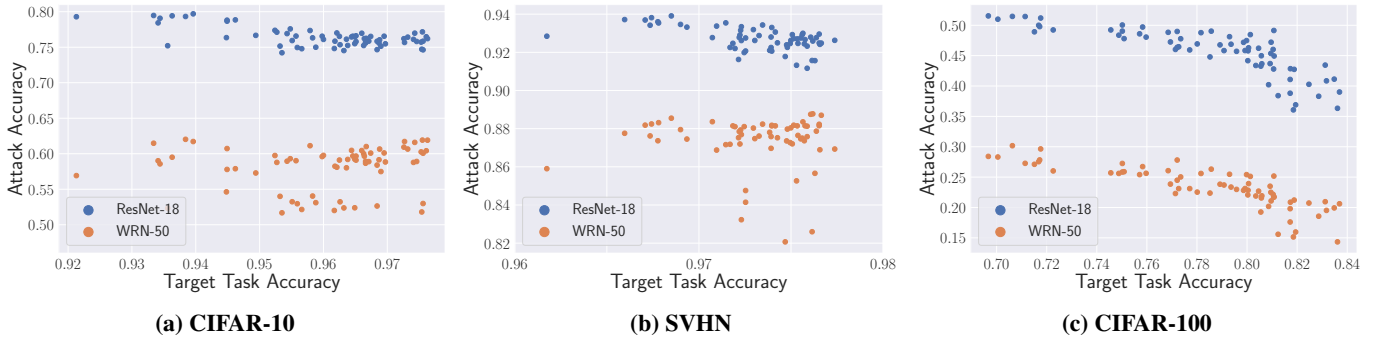 Attack Accuracy
0.80
0.75
0.70
0.65
0.60
0.55
0.50
ResNet-18
WRN-50
0.92 0.93 0.94 0.95 0.96 0.97
Target Task Accuracy
(a) CIFAR-10
Attack Accuracy
0.94
0.92
0.90
0.88
0.86
0.84
0.82
ResNet-18
WRN-50
0.96 0.97 0.98
Target Task Accuracy
(b) SVHN
Attack Accuracy
0.50
0.45
0.40
0.35
0.30
0.25
0.20
0.15
ResNet-18
WRN-50
0.70 0.72 0.74 0.76 0.78 0.80 0.82 0.84
Target Task Accuracy
(c) CIFAR-100